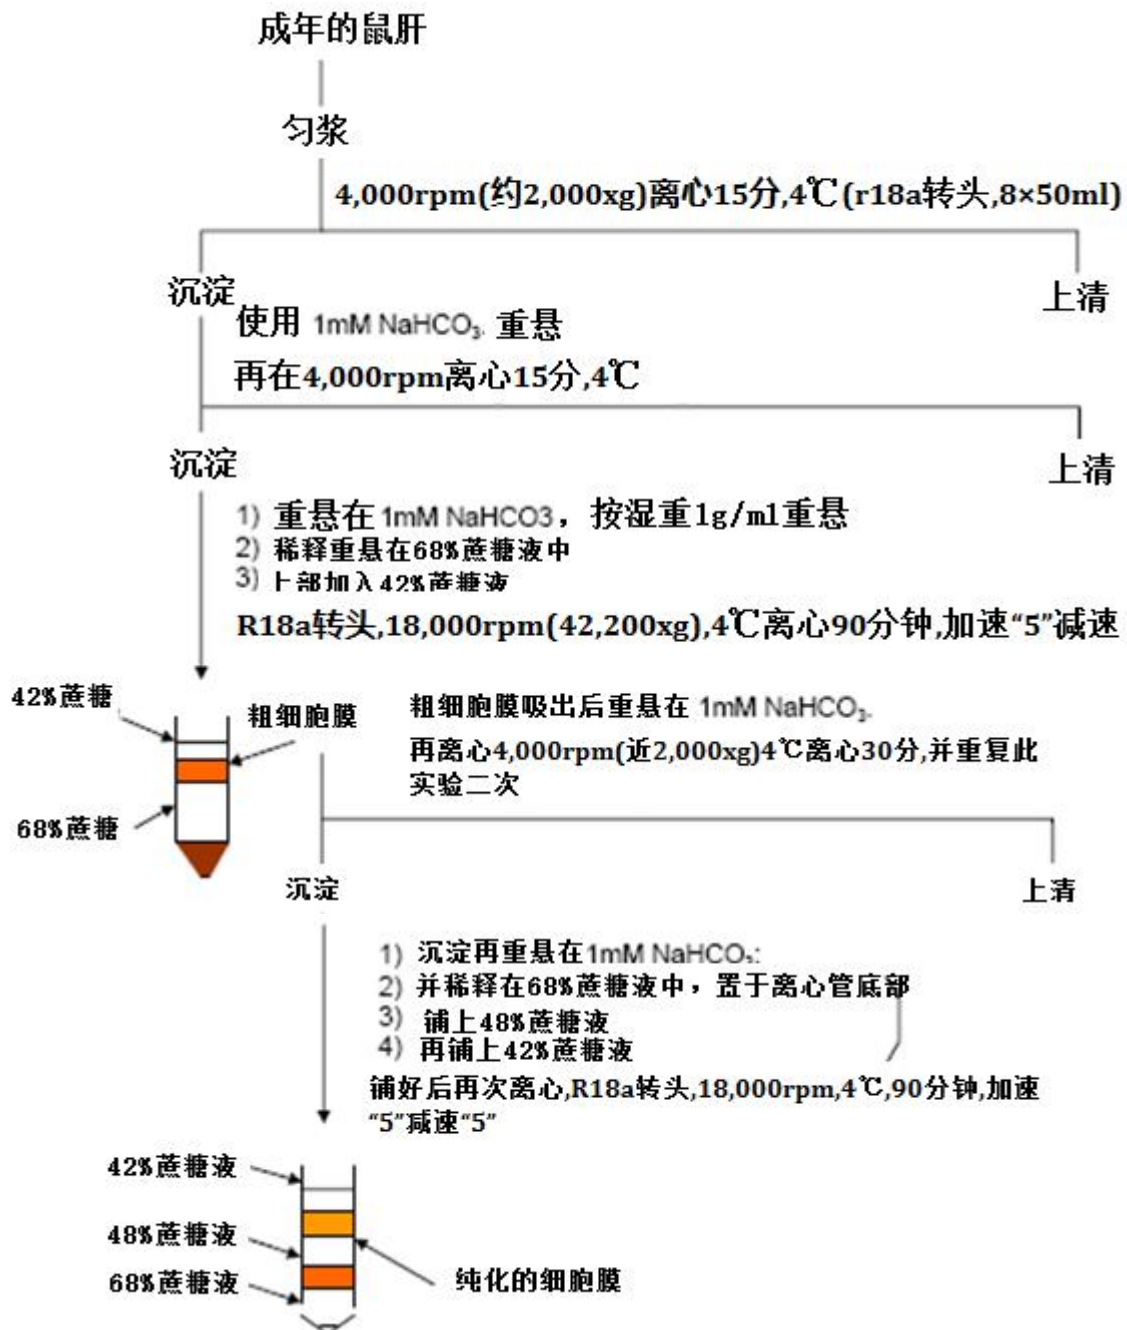 成年的鼠肝
匀浆
4,000rpm(约2,000xg)离心15分,4℃(r18a转头,8×50ml)
沉淀
上清
使用 1mM NaHCO₃. 重悬
再在4,000rpm离心15分,4℃
沉淀
上清
1) 重悬在1mM NaHCO3，按湿重1g/ml重悬
2) 稀释重悬在68%蔗糖液中
3) 上部加入42%蔗糖液
R18a转头,18,000rpm(42,200xg),4℃离心90分钟,加速“5”减速
42%蔗糖
粗细胞膜
68%蔗糖
粗细胞膜吸出后重悬在 1mM NaHCO₃.
再离心4,000rpm(近2,000xg)4℃离心30分,并重复此
实验二次
沉淀
上清
1) 沉淀再重悬在1mM NaHCO₃:
2) 并稀释在68%蔗糖液中，置于离心管底部
3) 铺上48%蔗糖液
4) 再铺上42%蔗糖液
铺好后再次离心,R18a转头,18,000rpm,4℃,90分钟,加速
“5”减速“5”
42%蔗糖液
48%蔗糖液
68%蔗糖液
纯化的细胞膜